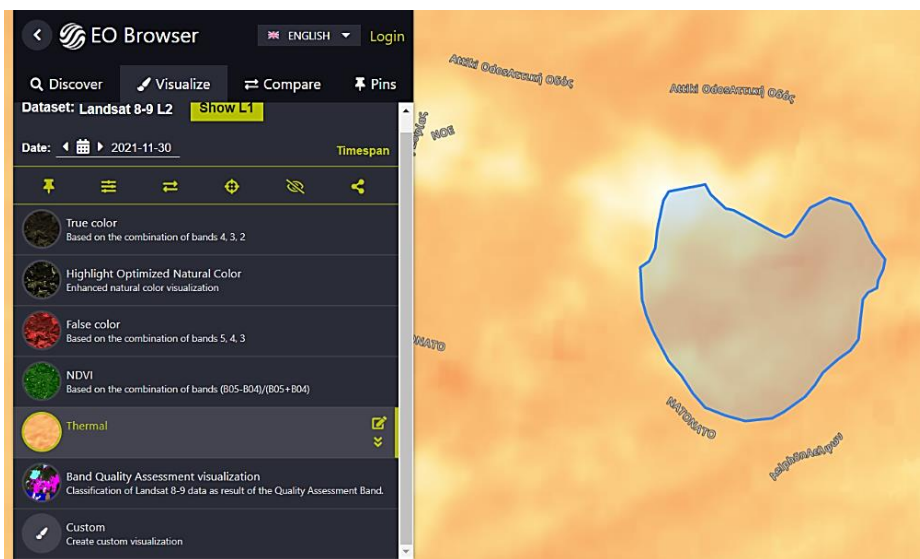 EO Browser
ENGLISH
Login
Discover
Visualize
Compare
Pins
Dataset: Landsat 8-9 L2
Show L1
Date:
2021-11-30
Timespan
True color
Based on the combination of bands 4, 3, 2
Highlight Optimized Natural Color
Enhanced natural color visualization
False color
Based on the combination of bands 5, 4, 3
NDVI
Based on the combination of bands (B05-B04)/(B05+B04)
Thermal
Band Quality Assessment visualization
Classification of Landsat 8-9 data as result of the Quality Assessment Band.
Custom
Create custom visualization
Attiki OdosΑττική Οδός
Attiki OdosΑττική Οδός
ΝΟΕ
ΝΑΤΟΝΑΤΟ